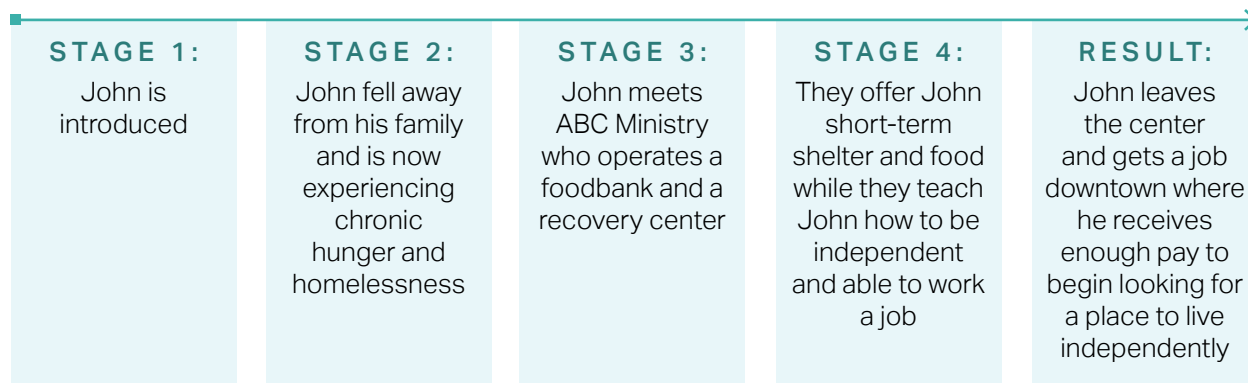 STAGE 1:
John is
introduced
STAGE 2:
John fell away
from his family
and is now
experiencing
chronic
hunger and
homelessness
STAGE 3:
John meets
ABC Ministry
who operates a
foodbank and a
recovery center
STAGE 4:
They offer John
short-term
shelter and food
while they teach
John how to be
independent
and able to work
a job
RESULT:
John leaves
the center
and gets a job
downtown where
he receives
enough pay to
begin looking for
a place to live
independently